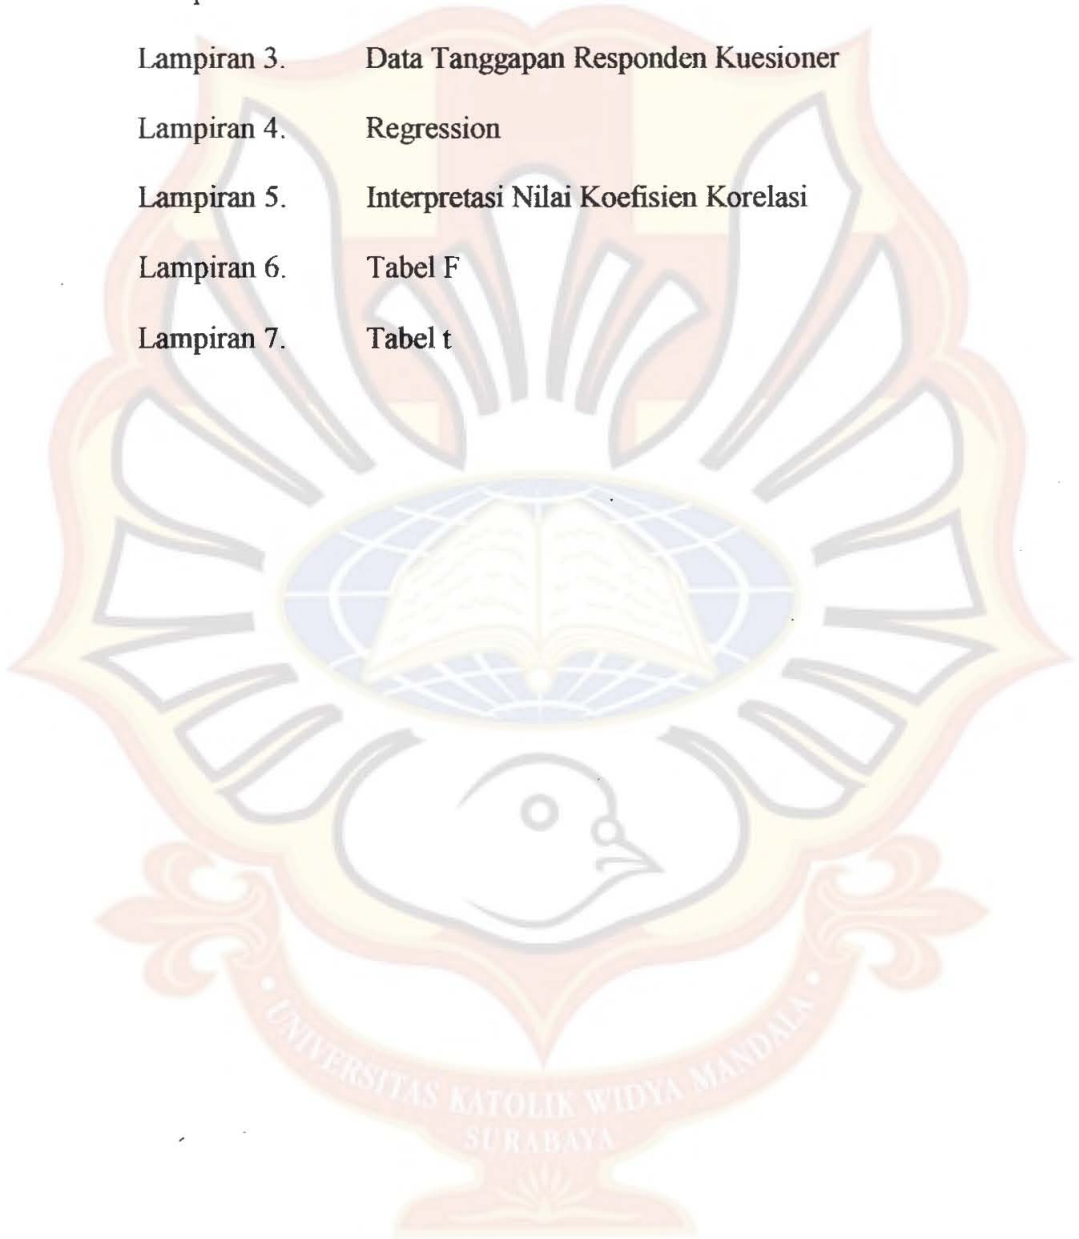 Lampiran 3. Data Tanggapan Responden Kuesioner
Lampiran 4. Regression
Lampiran 5. Interpretasi Nilai Koefisien Korelasi
Lampiran 6. Tabel F
Lampiran 7. Tabel t
UNIVERSITAS KATOLIK WIDYA MANDALA
SURABAYA